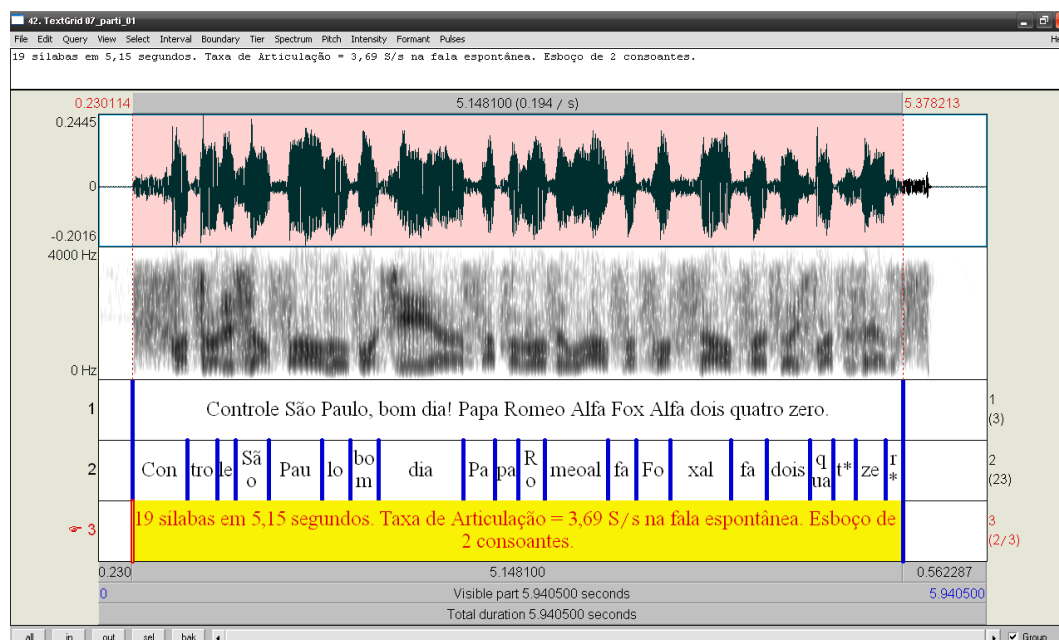 42. TextGrid 07_parti_01
File Edit Query View Select Interval Boundary Tier Spectrum Pitch Intensity Formant Pulses He
19 sílabas em 5,15 segundos. Taxa de Articulação = 3,69 S/s na fala espontânea. Esboço de 2 consoantes.
0.230114 5.148100 (0.194 / s) 5.378213
0.2445
0
-0.2016
4000 Hz
0 Hz
1 Controle São Paulo, bom dia! Papa Romeo Alfa Fox Alfa dois quatro zero. 1
(3)
2 Con tro le São Pau lo bom dia Pa pa Ro meoal fa Fo xal fa dois qua t* ze r* 2
(23)
3 19 sílabas em 5,15 segundos. Taxa de Articulação = 3,69 S/s na fala espontânea. Esboço de 3
2 consoantes. (2/3)
0.230 5.148100 0.562287
0 Visible part 5.940500 seconds 5.940500
Total duration 5.940500 seconds
all in out sel bak Group